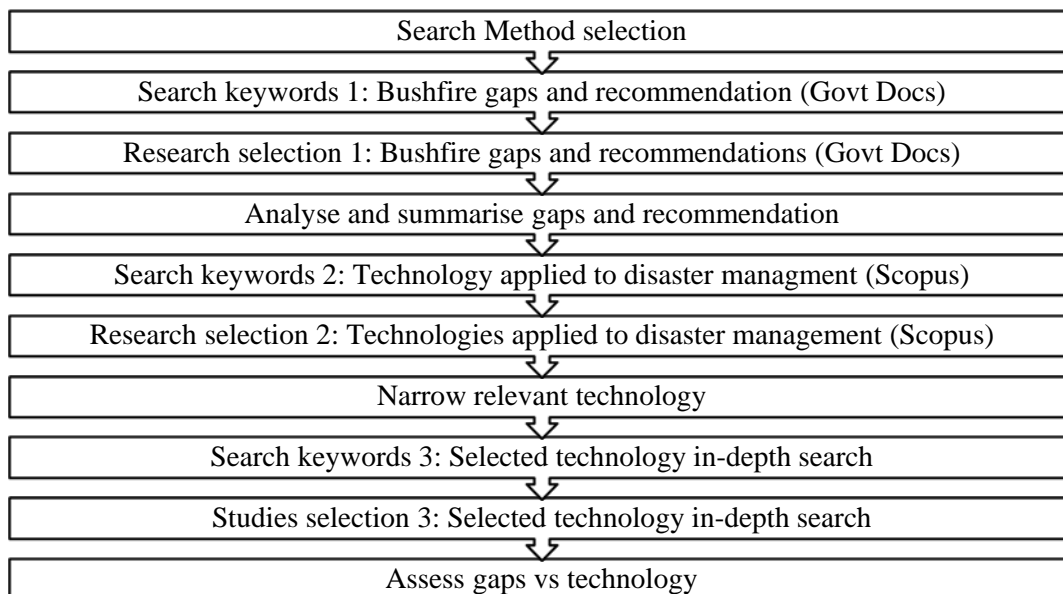 Search Method selection
Search keywords 1: Bushfire gaps and recommendation (Govt Docs)
Research selection 1: Bushfire gaps and recommendations (Govt Docs)
Analyse and summarise gaps and recommendation
Search keywords 2: Technology applied to disaster managment (Scopus)
Research selection 2: Technologies applied to disaster management (Scopus)
Narrow relevant technology
Search keywords 3: Selected technology in-depth search
Studies selection 3: Selected technology in-depth search
Assess gaps vs technology